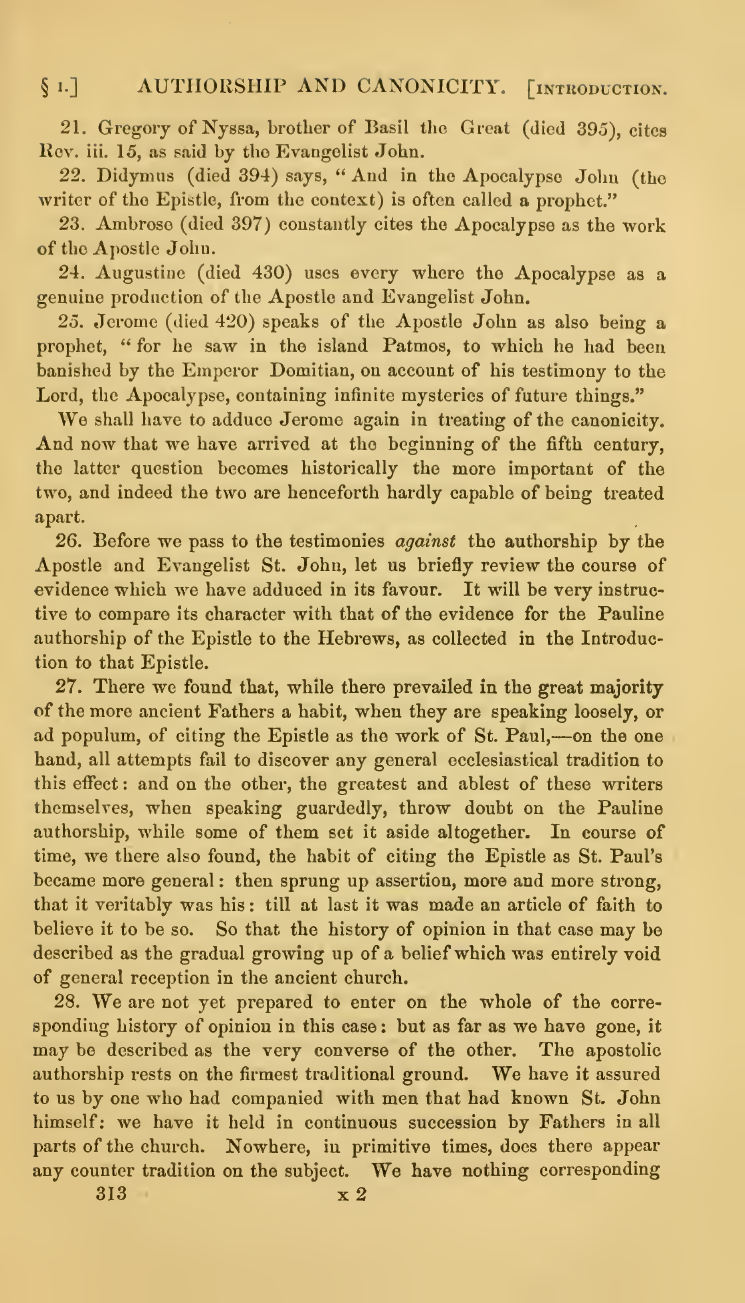 § 1.] AUTHORSHIP AND CANONICITY. [INTRODUCTION.
21. Gregory of Nyssa, brother of Basil the Great (died 395), cites
Rev. iii. 15, as said by the Evangelist John.
22. Didymus (died 394) says, “ And in the Apocalypse John (the
writer of the Epistle, from the context) is often called a prophet.”
23. Ambrose (died 397) constantly cites the Apocalypse as the work
of the Apostle John.
24. Augustine (died 430) uses every where the Apocalypse as a
genuine production of the Apostle and Evangelist John.
25. Jerome (died 420) speaks of the Apostle John as also being a
prophet, “ for he saw in the island Patmos, to which he had been
banished by the Emperor Domitian, on account of his testimony to the
Lord, the Apocalypse, containing infinite mysteries of future things.”
We shall have to adduce Jerome again in treating of the canonicity.
And now that we have arrived at the beginning of the fifth century,
the latter question becomes historically the more important of the
two, and indeed the two are henceforth hardly capable of being treated
apart.
26. Before we pass to the testimonies against the authorship by the
Apostle and Evangelist St. John, let us briefly review the course of
evidence which we have adduced in its favour. It will be very instruc-
tive to compare its character with that of the evidence for the Pauline
authorship of the Epistle to the Hebrews, as collected in the Introduc-
tion to that Epistle.
27. There we found that, while there prevailed in the great majority
of the more ancient Fathers a habit, when they are speaking loosely, or
ad populum, of citing the Epistle as the work of St. Paul,—on the one
hand, all attempts fail to discover any general ecclesiastical tradition to
this effect: and on the other, the greatest and ablest of these writers
themselves, when speaking guardedly, throw doubt on the Pauline
authorship, while some of them set it aside altogether. In course of
time, we there also found, the habit of citing the Epistle as St. Paul's
became more general: then sprung up assertion, more and more strong,
that it veritably was his: till at last it was made an article of faith to
believe it to be so. So that the history of opinion in that case may be
described as the gradual growing up of a belief which was entirely void
of general reception in the ancient church.
28. We are not yet prepared to enter on the whole of the corre-
sponding history of opinion in this case: but as far as we have gone, it
may be described as the very converse of the other. The apostolic
authorship rests on the firmest traditional ground. We have it assured
to us by one who had companied with men that had known St. John
himself: we have it held in continuous succession by Fathers in all
parts of the church. Nowhere, in primitive times, does there appear
any counter tradition on the subject. We have nothing corresponding
313 x 2